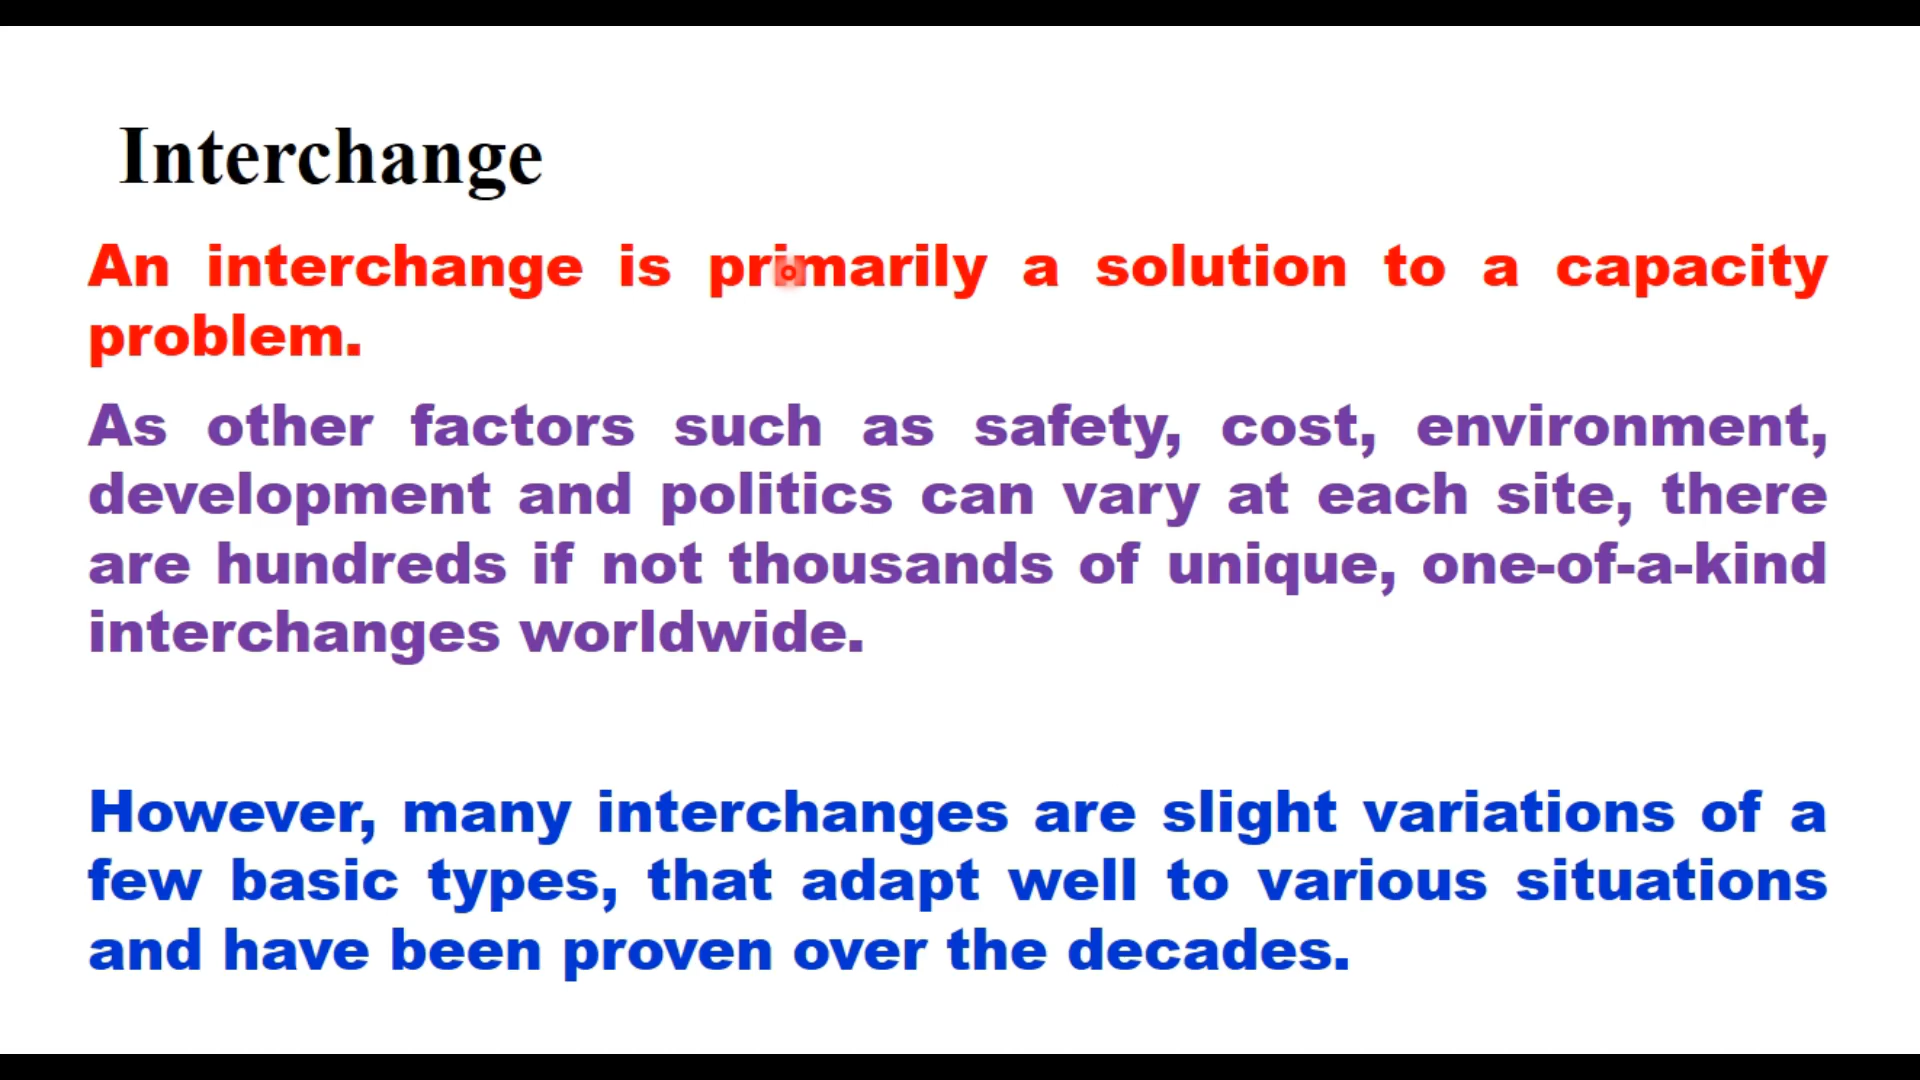 Interchange
An interchange is primarily a solution to a capacity
problem.
As other factors such as safety, cost, environment,
development and politics can vary at each site, there
are hundreds if not thousands of unique, one-of-a-kind
interchanges worldwide.
However, many interchanges are slight variations of a
few basic types, that adapt well to various situations
and have been proven over the decades.